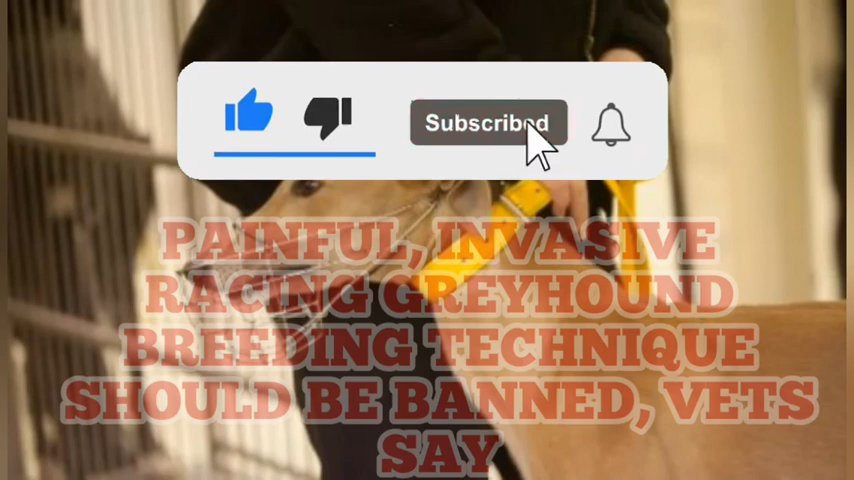 Subscribed
PAINFUL, INVASIVE
RACING GREYHOUND
BREEDING TECHNIQUE
SHOULD BE BANNED, VETS
SAY